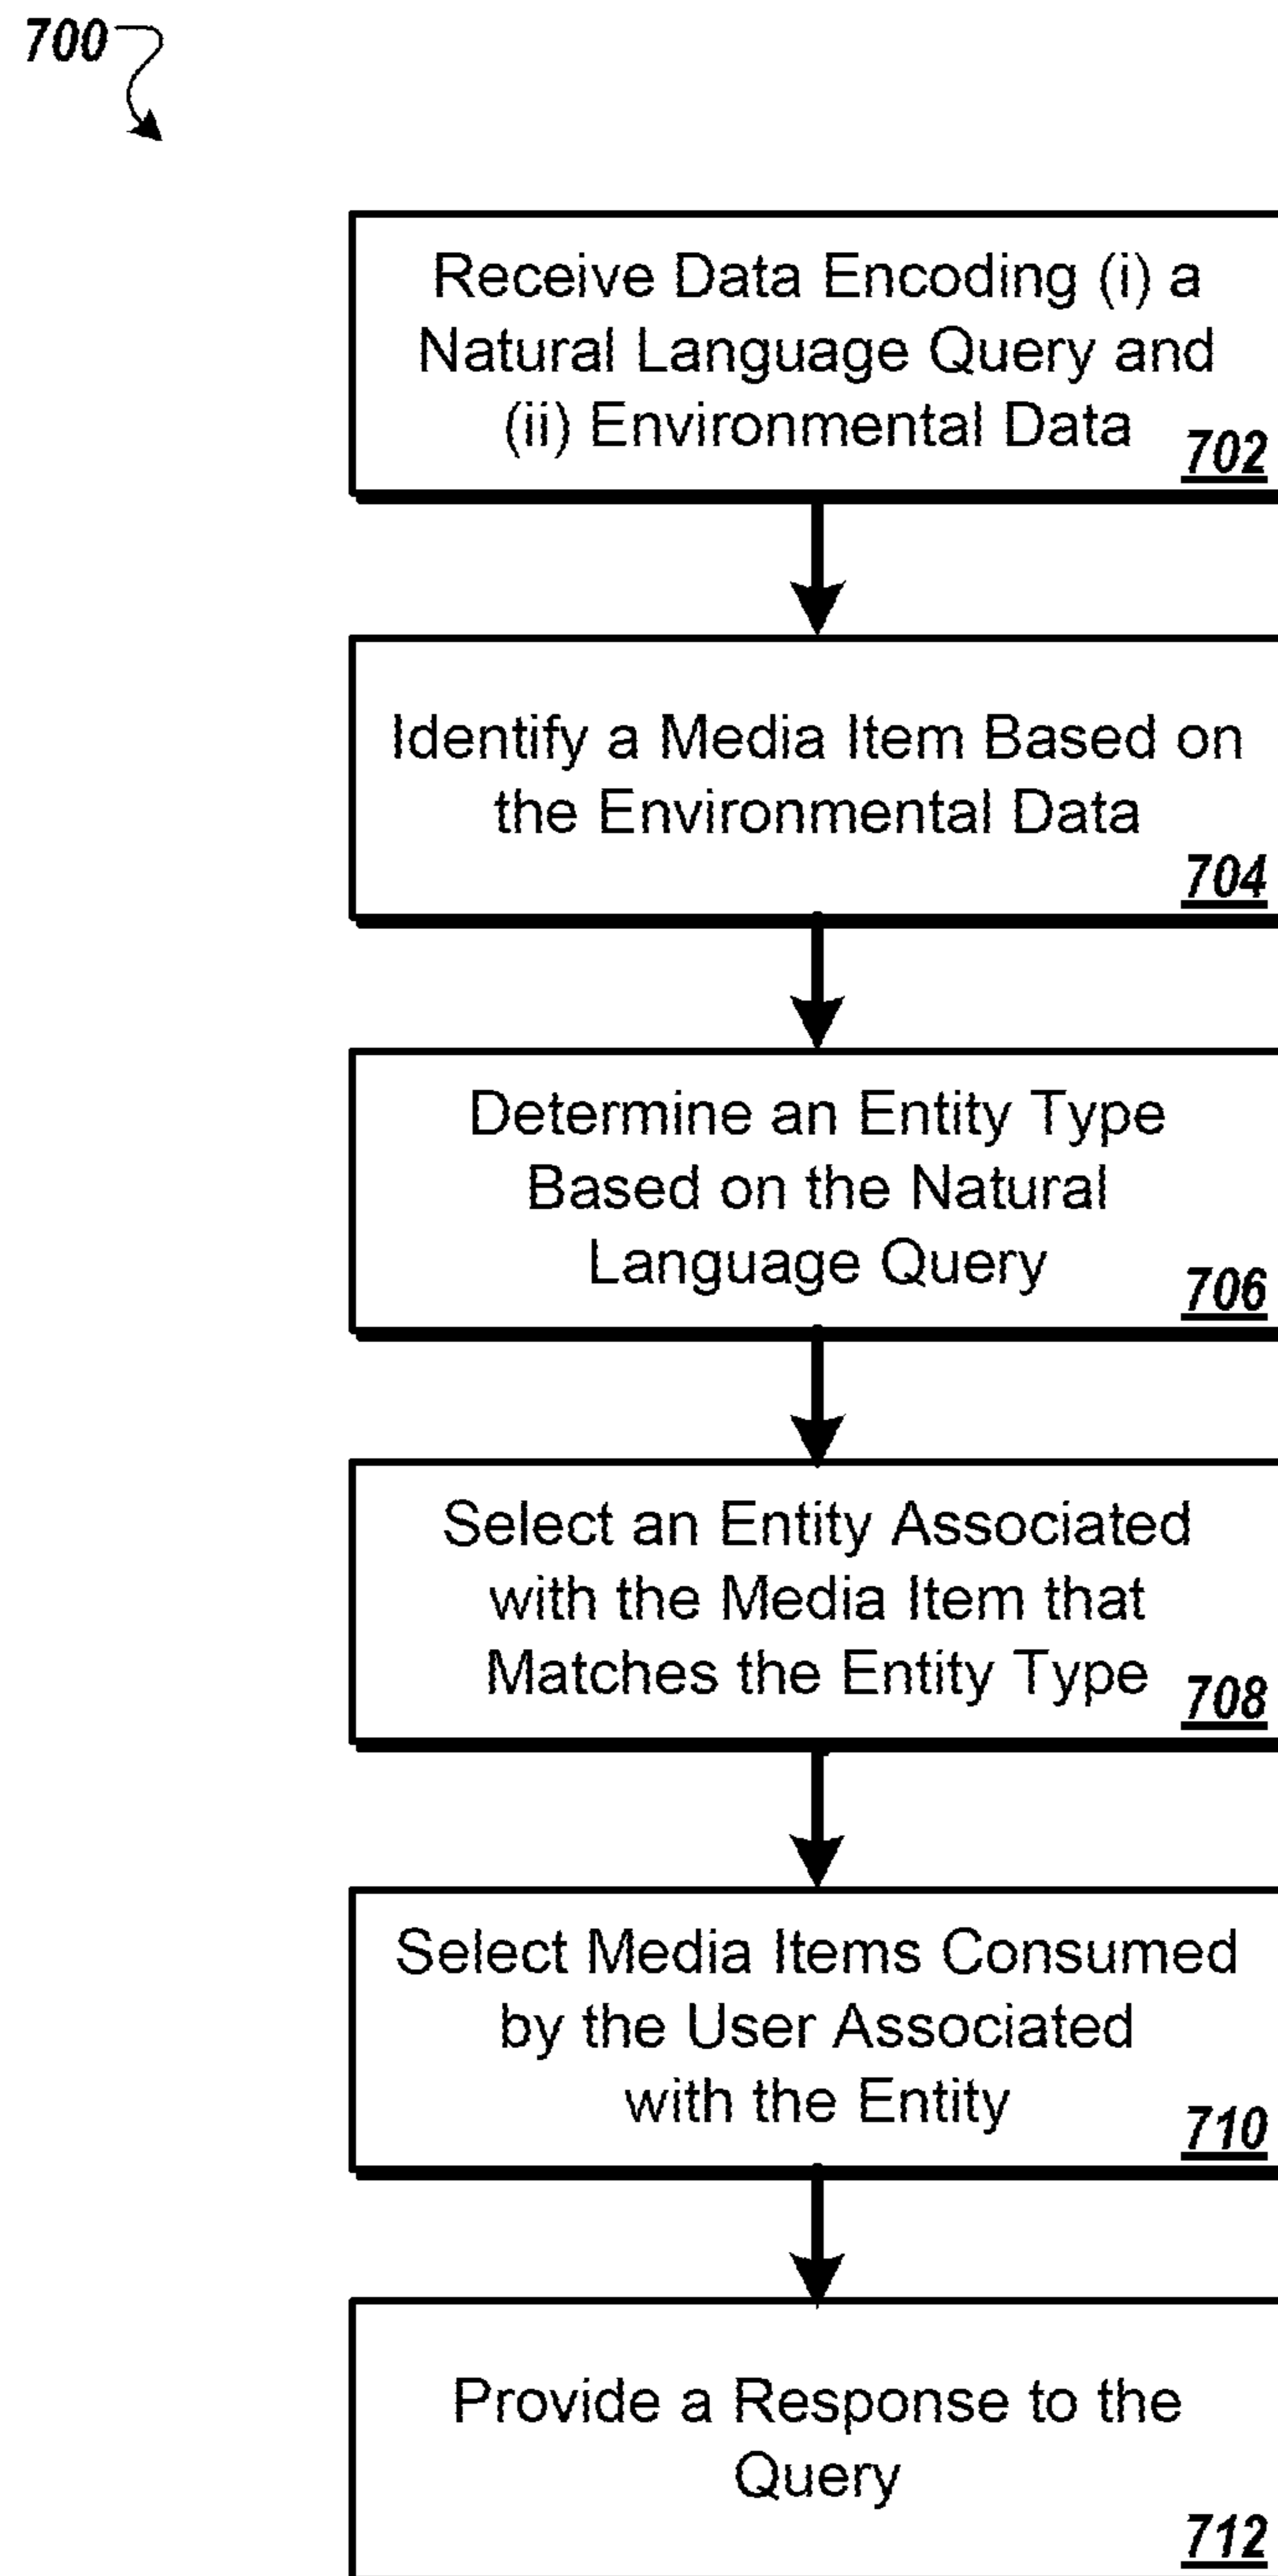 700
Receive Data Encoding (i) a
Natural Language Query and
(ii) Environmental Data
702
Identify a Media Item Based on
the Environmental Data
704
Determine an Entity Type
Based on the Natural
Language Query
706
Select an Entity Associated
with the Media Item that
Matches the Entity Type
708
Select Media Items Consumed
by the User Associated
with the Entity
710
Provide a Response to the
Query
712